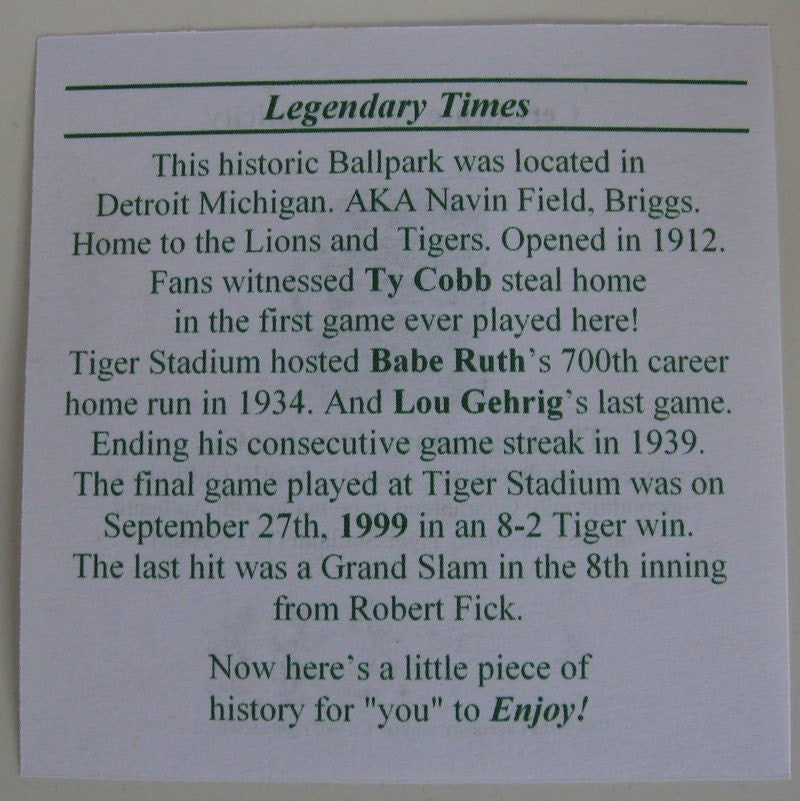 Legendary Times
This historic Ballpark was located in
Detroit Michigan. AKA Navin Field, Briggs.
Home to the Lions and Tigers. Opened in 1912.
Fans witnessed Ty Cobb steal home
in the first game ever played here!
Tiger Stadium hosted Babe Ruth's 700th career
home run in 1934. And Lou Gehrig's last game.
Ending his consecutive game streak in 1939.
The final game played at Tiger Stadium was on
September 27th, 1999 in an 8-2 Tiger win.
The last hit was a Grand Slam in the 8th inning
from Robert Fick.
Now here's a little piece of
history for "you" to Enjoy!